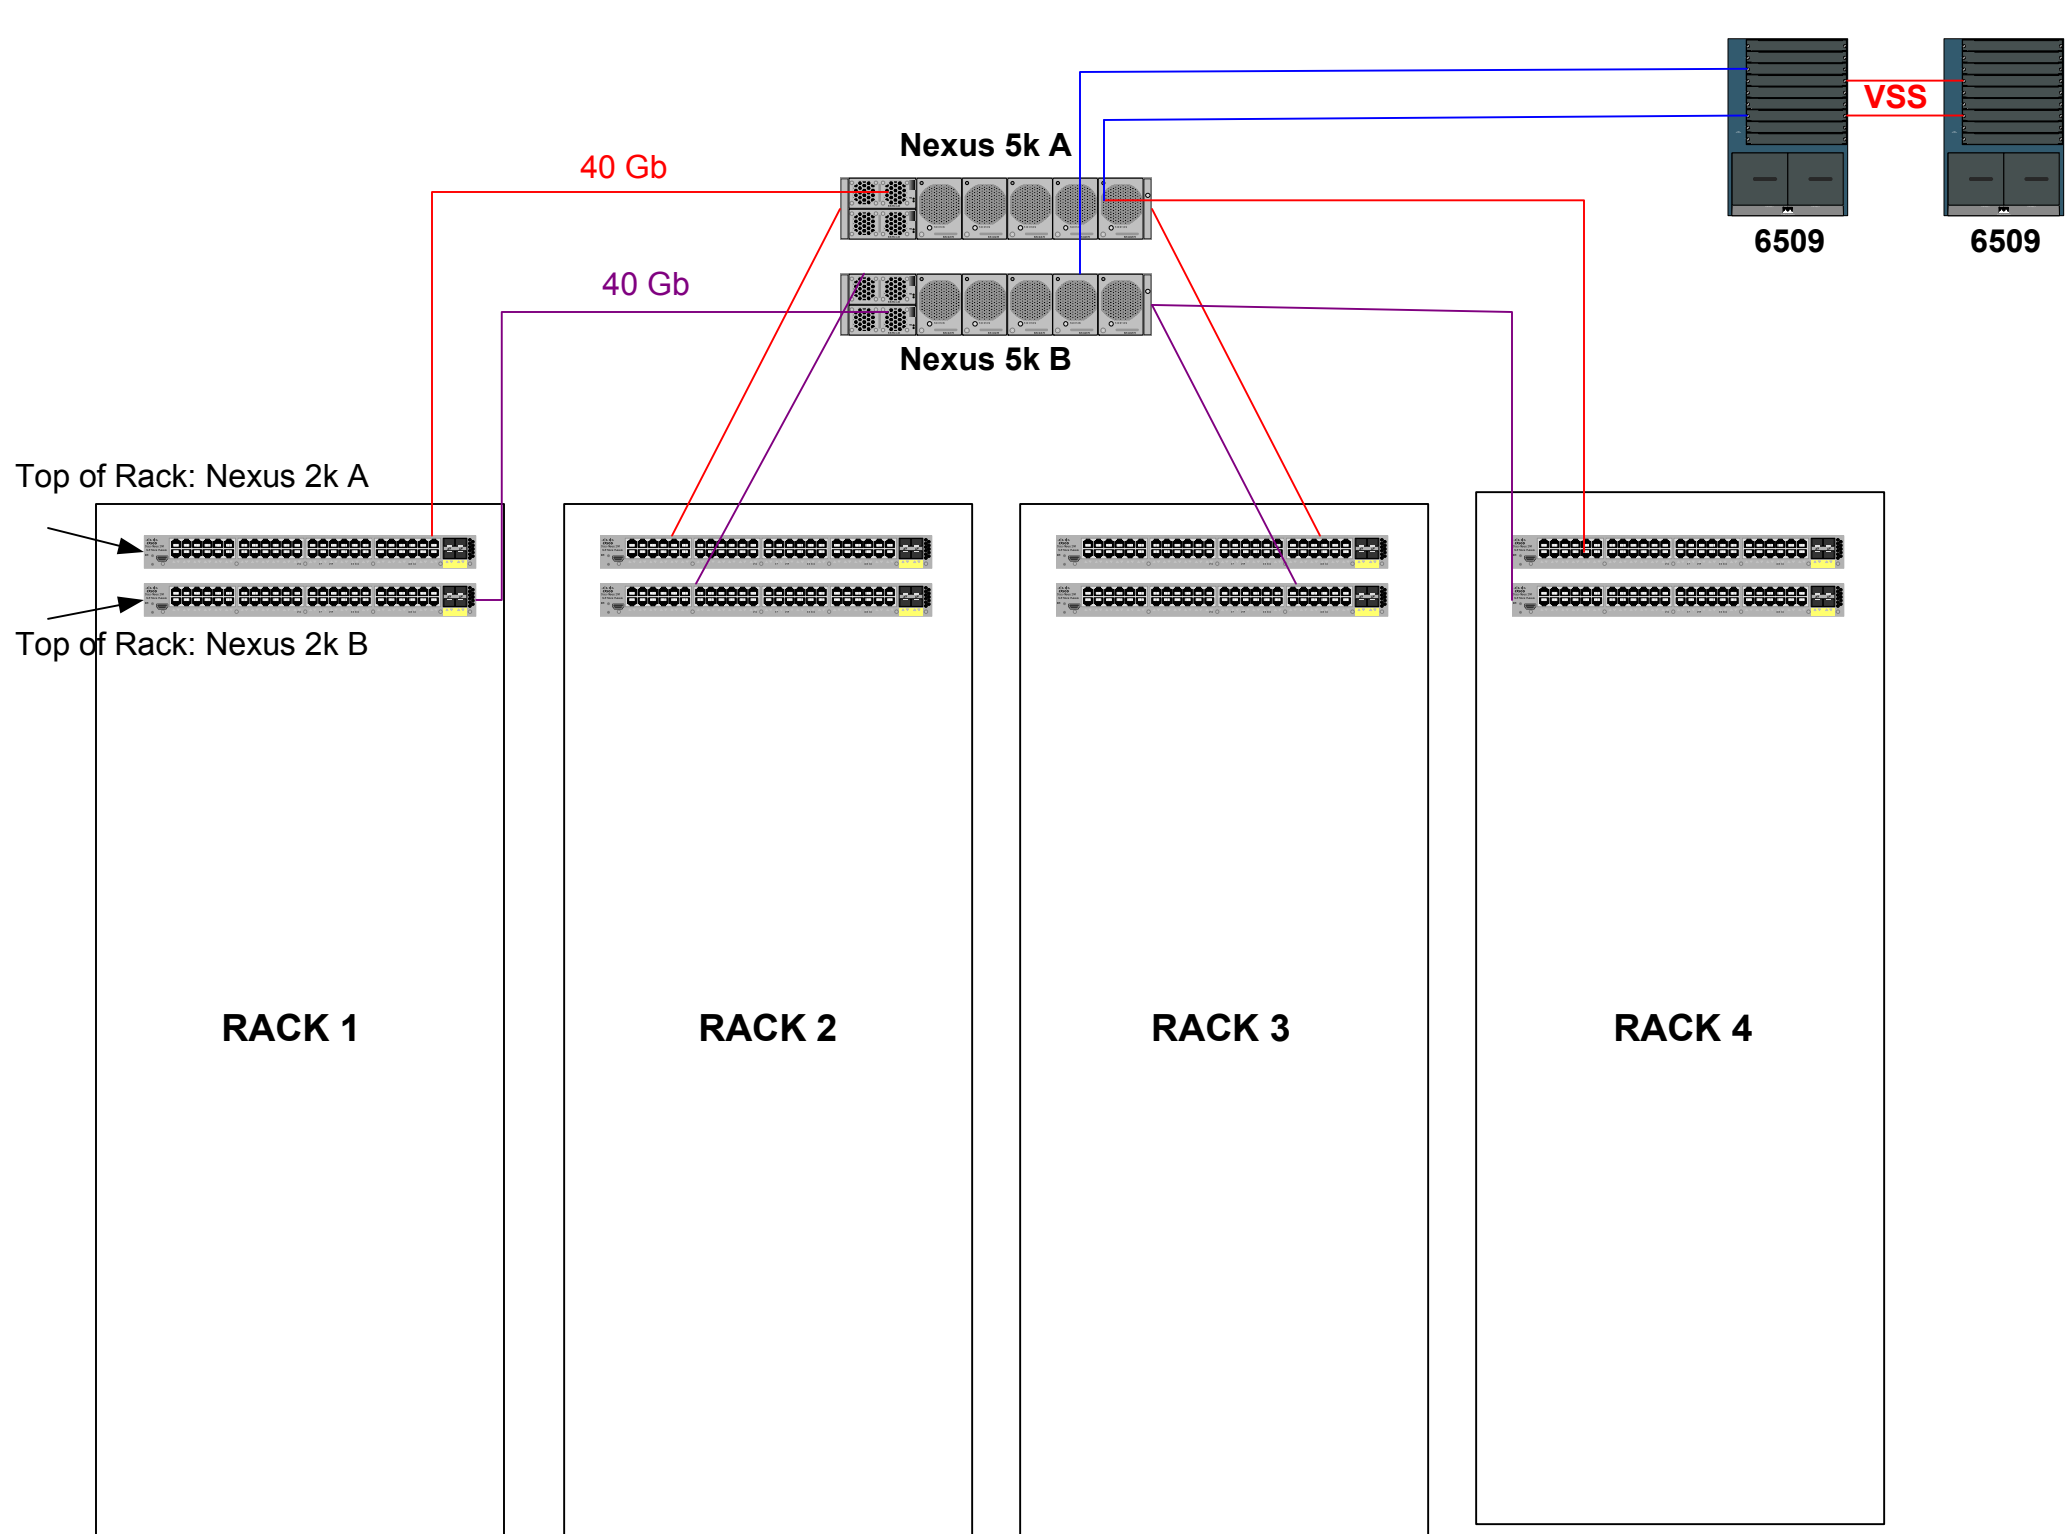 VSS
Nexus 5k A
40 Gb
6509
6509
40 Gb
Nexus 5k B
Top of Rack: Nexus 2k A
Top of Rack: Nexus 2k B
RACK 1
RACK 2
RACK 3
RACK 4